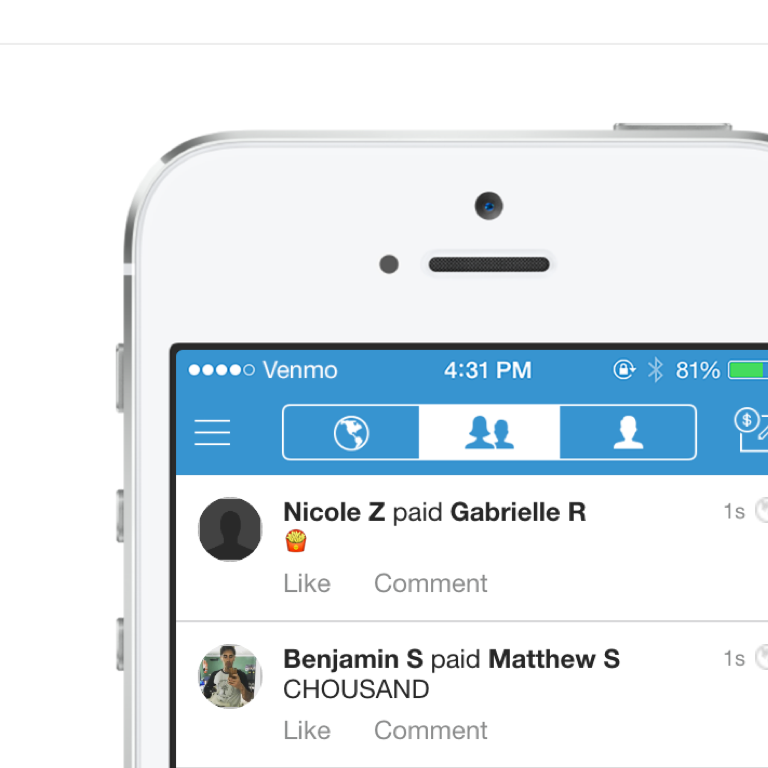 Venmo 4:31 PM 81%
$
Nicole Z paid Gabrielle R 1s
Like Comment
Benjamin S paid Matthew S 1s
CHOUSAND
Like Comment